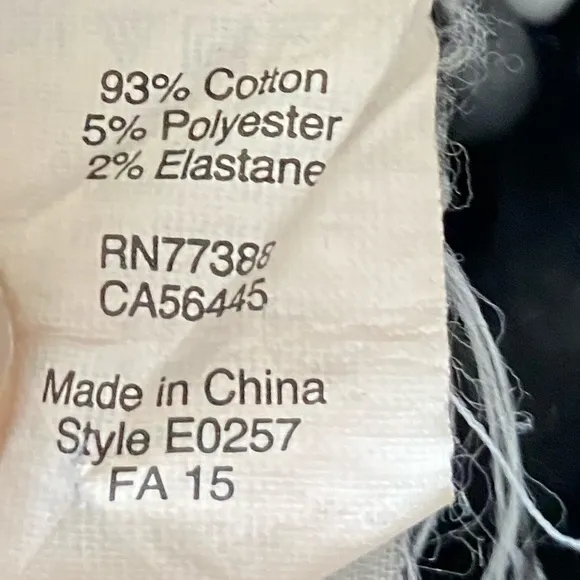 93% Cotton
5% Polyester
2% Elastane
RN77388
CA56445
Made in China
Style E0257
FA 15